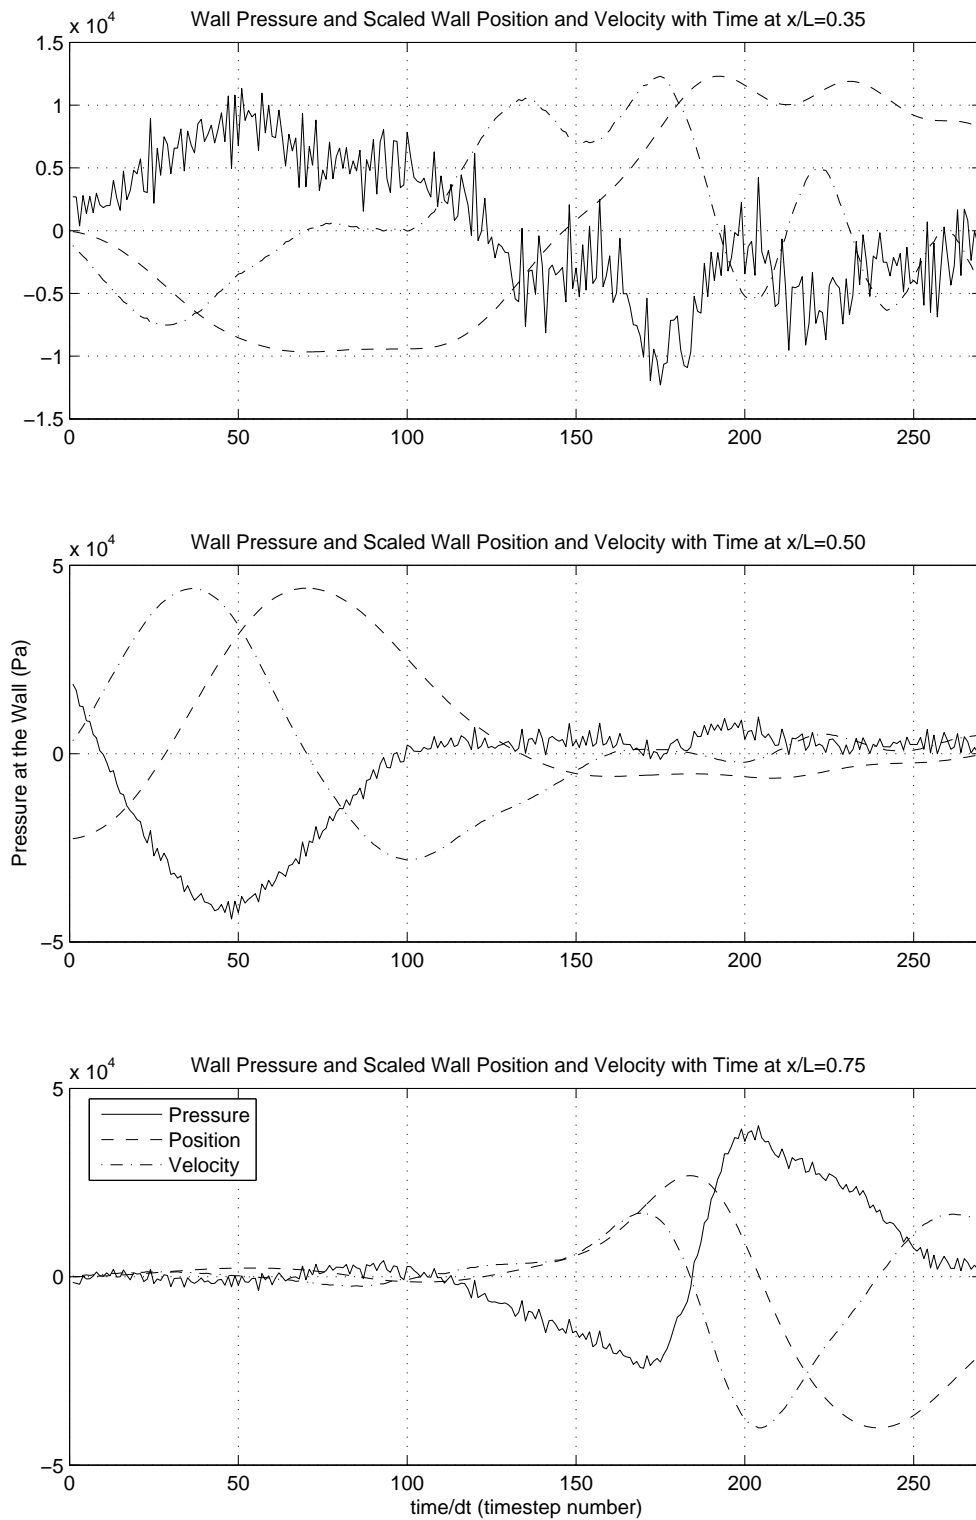 x 10^4
Wall Pressure and Scaled Wall Position and Velocity with Time at x/L=0.35
1.5
1
0.5
0
−0.5
−1
−1.5
0 50 100 150 200 250
x 10^4
Wall Pressure and Scaled Wall Position and Velocity with Time at x/L=0.50
5
0
−5
Pressure at the Wall (Pa)
0 50 100 150 200 250
x 10^4
Wall Pressure and Scaled Wall Position and Velocity with Time at x/L=0.75
5
Pressure
Position
Velocity
0
−5
0 50 100 150 200 250
time/dt (timestep number)